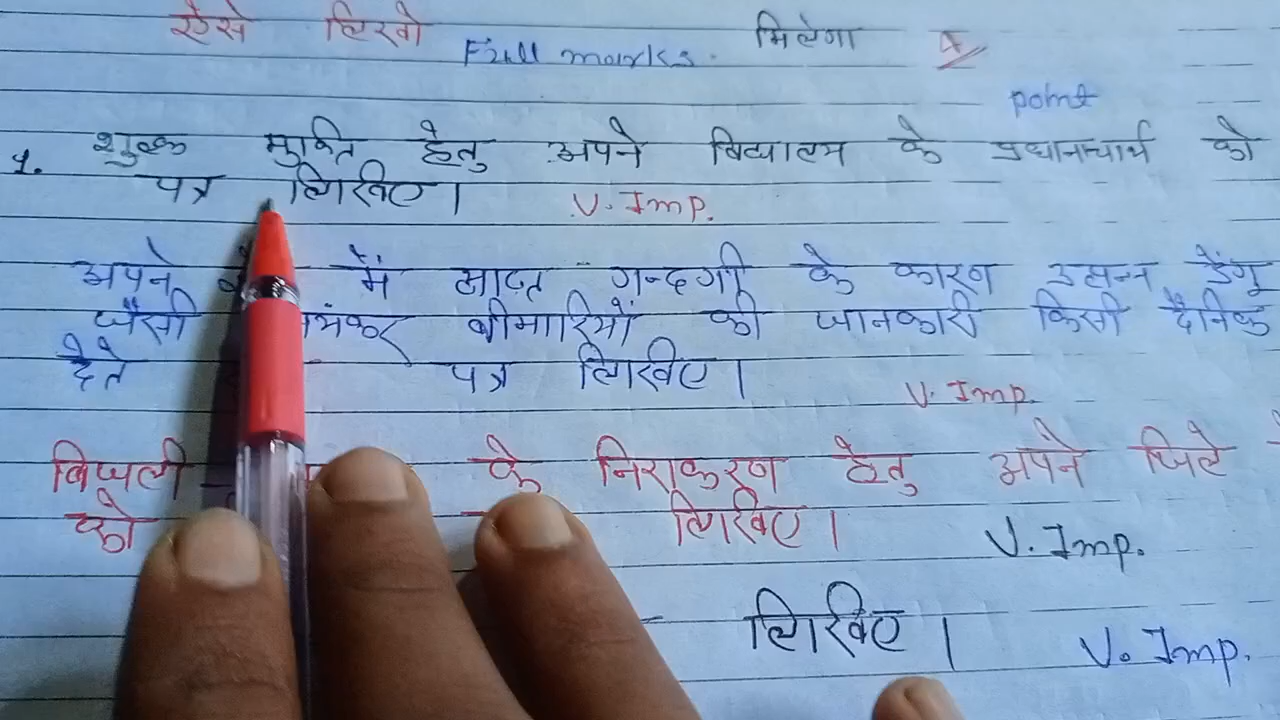 ऐसे लिखो Full marks. मिलेगा
point
1. शुल्क मुक्ति हेतु अपने विद्यालय के प्रधानाचार्य को
पत्र लिखिए। V. Imp.
अपने में व्याप्त गन्दगी के कारण उत्पन्न डेंगू
जैसी भयंकर बीमारियों की जानकारी किसी दैनिक
देते पत्र लिखिए।
V. Imp.
बिजली के निराकरण हेतु अपने जिले
को लिखिए।
V. Imp.
लिखिए।
V. Imp.